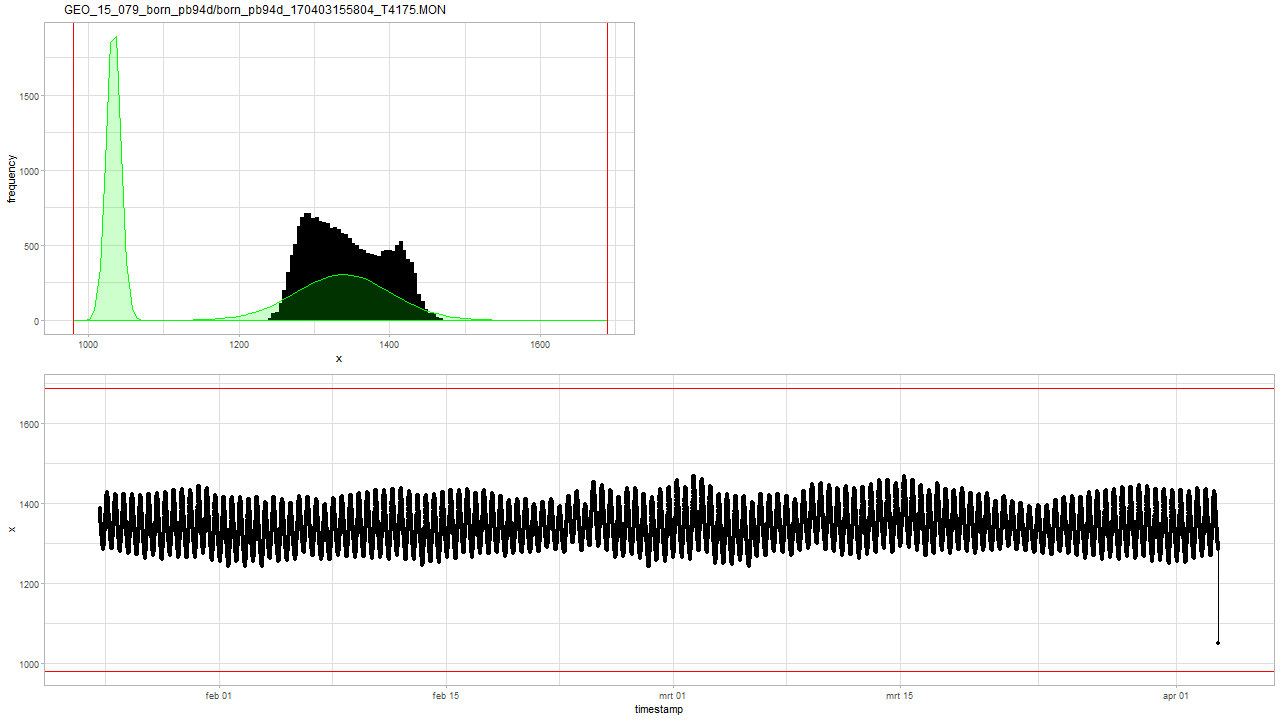 GEO_15_079_born_pb94d/born_pb94d_170403155804_T4175.MON
frequency
1500
1000
500
0
1000 1200 1400 1600
x
x
1600
1400
1200
1000
feb 01 feb 15 mrt 01 mrt 15 apr 01
timestamp